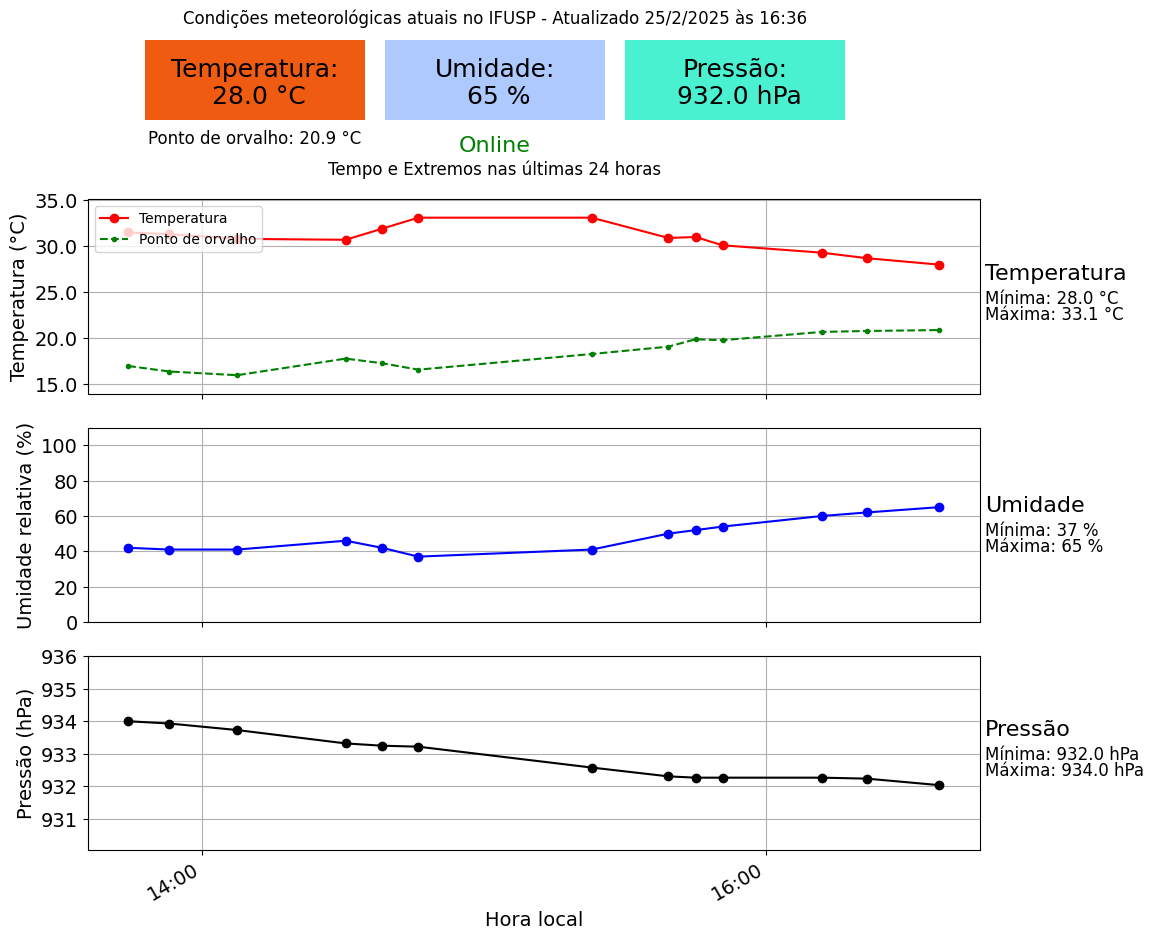 Condições meteorológicas atuais no IFUSP - Atualizado 25/2/2025 às 16:36
Temperatura:
28.0 °C
Umidade:
65 %
Pressão:
932.0 hPa
Ponto de orvalho: 20.9 °C
Online
Tempo e Extremos nas últimas 24 horas
Temperatura (°C)
35.0
30.0
25.0
20.0
15.0
Temperatura
Ponto de orvalho
Temperatura
Mínima: 28.0 °C
Máxima: 33.1 °C
Umidade relativa (%)
100
80
60
40
20
0
Umidade
Mínima: 37 %
Máxima: 65 %
Pressão (hPa)
936
935
934
933
932
931
Pressão
Mínima: 932.0 hPa
Máxima: 934.0 hPa
14:00
16:00
Hora local